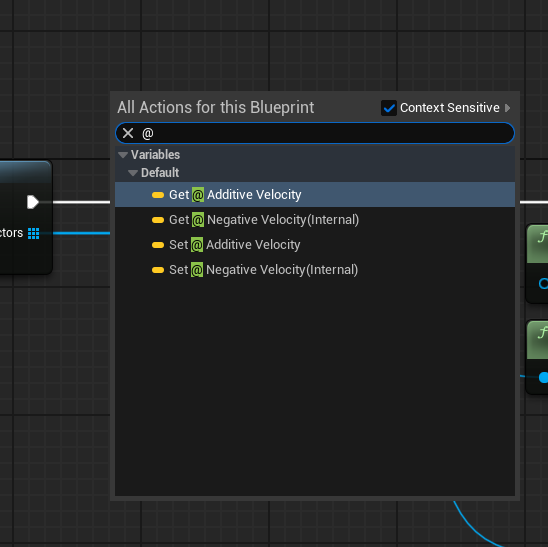 All Actions for this Blueprint
Context Sensitive
@
Variables
Default
Get @ Additive Velocity
Get @ Negative Velocity(Internal)
Set @ Additive Velocity
Set @ Negative Velocity(Internal)
ctors
f
f